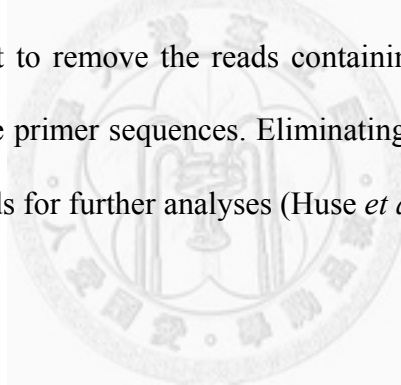 t to remove the reads containin
e primer sequences. Eliminating
ds for further analyses (Huse et a